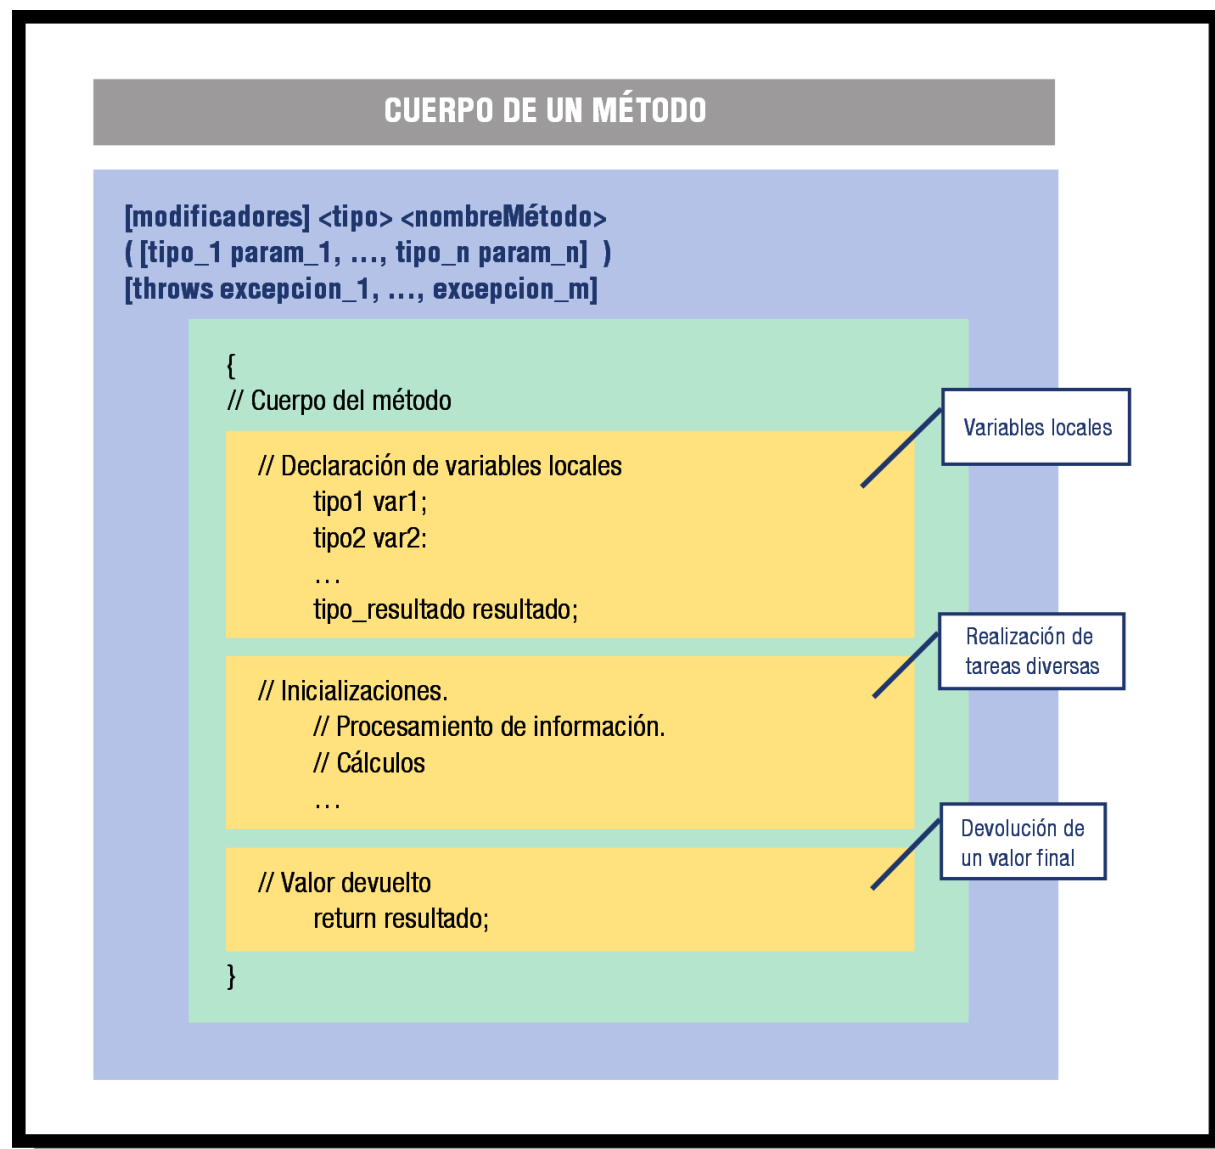 CUERPO DE UN MÉTODO
[modificadores] <tipo> <nombreMétodo>
( [tipo_1 param_1, ..., tipo_n param_n] )
[throws excepcion_1, ..., excepcion_m]
{
// Cuerpo del método
Variables locales
// Declaración de variables locales
tipo1 var1;
tipo2 var2:
...
tipo_resultado resultado;
Realización de
tareas diversas
// Inicializaciones.
// Procesamiento de información.
// Cálculos
...
Devolución de
un valor final
// Valor devuelto
return resultado;
}